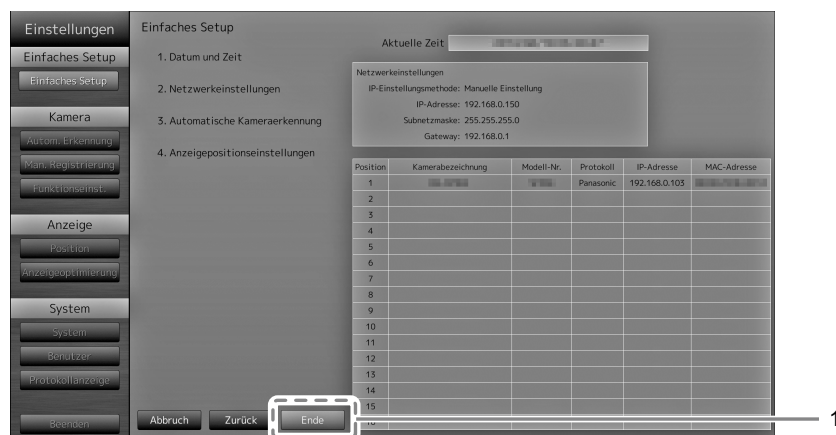 Einstellungen
Einfaches Setup
Einfaches Setup
Kamera
Autom. Erkennung
Man. Registrierung
Funktionseinst.
Anzeige
Position
Anzeigeoptimierung
System
System
Benutzer
Protokollanzeige
Beenden
Einfaches Setup
1. Datum und Zeit
2. Netzwerkeinstellungen
3. Automatische Kameraerkennung
4. Anzeigepositionseinstellungen
Aktuelle Zeit
Netzwerkeinstellungen
IP-Einstellungsmethode: Manuelle Einstellung
IP-Adresse: 192.168.0.150
Subnetzmaske: 255.255.255.0
Gateway: 192.168.0.1
Position Kamerabezeichnung Modell-Nr. Protokoll IP-Adresse MAC-Adresse
1 Panasonic 192.168.0.103
2
3
4
5
6
7
8
9
10
11
12
13
14
15
16
Abbruch Zurück Ende
1